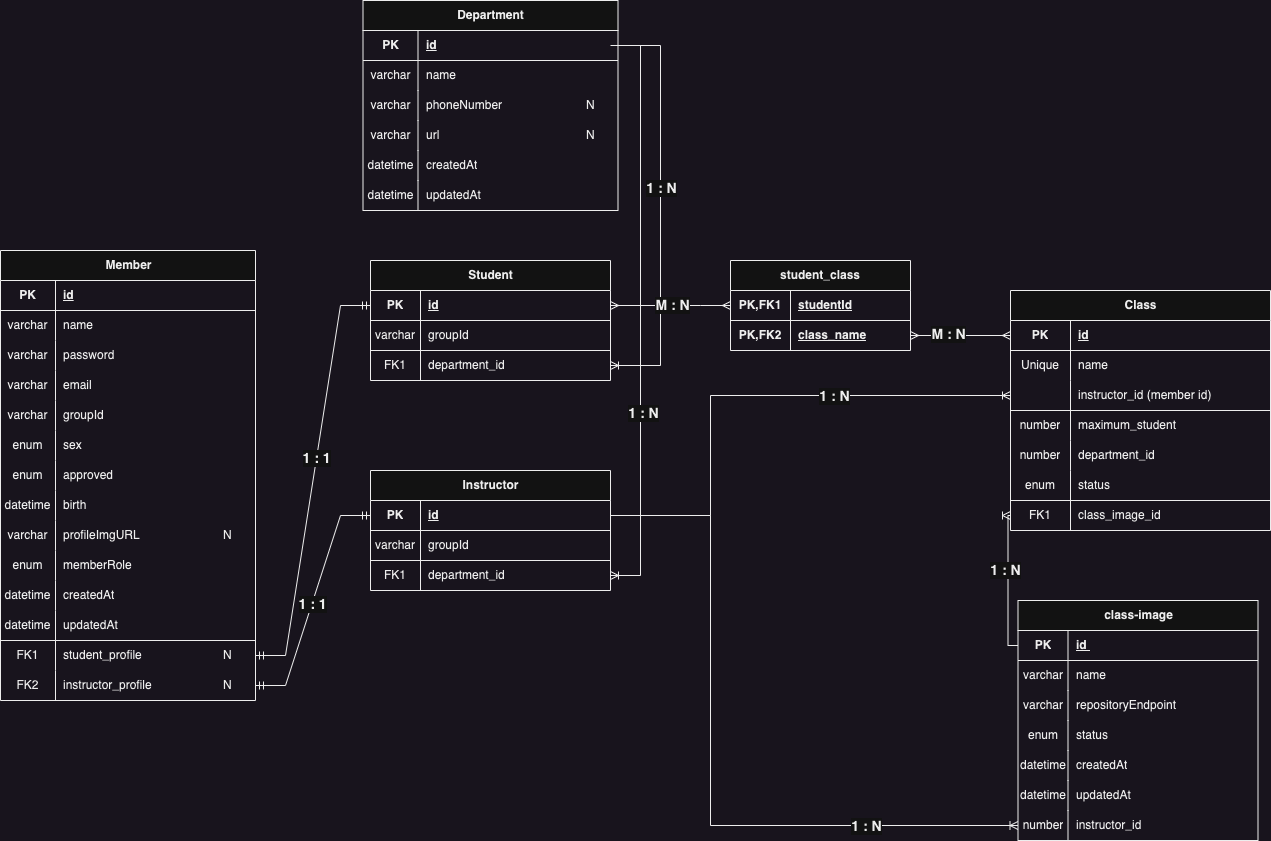 Department
PK id
varchar name
varchar phoneNumber N
varchar url N
datetime createdAt
datetime updatedAt
1 : N
Member
PK id
varchar name
varchar password
varchar email
varchar groupId
enum sex
enum approved
datetime birth
varchar profileImgURL N
enum memberRole
datetime createdAt
datetime updatedAt
FK1 student_profile N
FK2 instructor_profile N
1 : 1
1 : 1
Student
PK id
varchar groupId
FK1 department_id
M : N
1 : N
Instructor
PK id
varchar groupId
FK1 department_id
student_class
PK,FK1 studentId
PK,FK2 class_name
M : N
1 : N
Class
PK id
Unique name
instructor_id (member id)
number maximum_student
number department_id
enum status
FK1 class_image_id
1 : N
class-image
PK id
varchar name
varchar repositoryEndpoint
enum status
datetime createdAt
datetime updatedAt
number instructor_id
1 : N